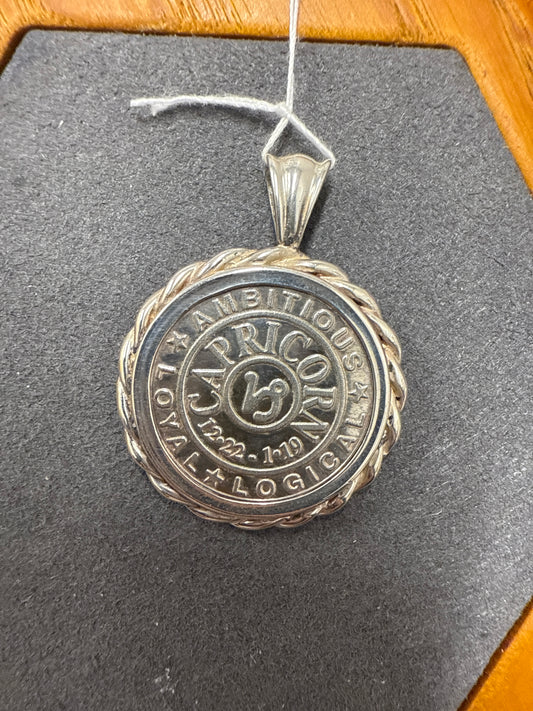 ★ AMBITIOUS ★ LOGICAL ★ LOYAL
CAPRICORN
♑
12·22 - 1·19